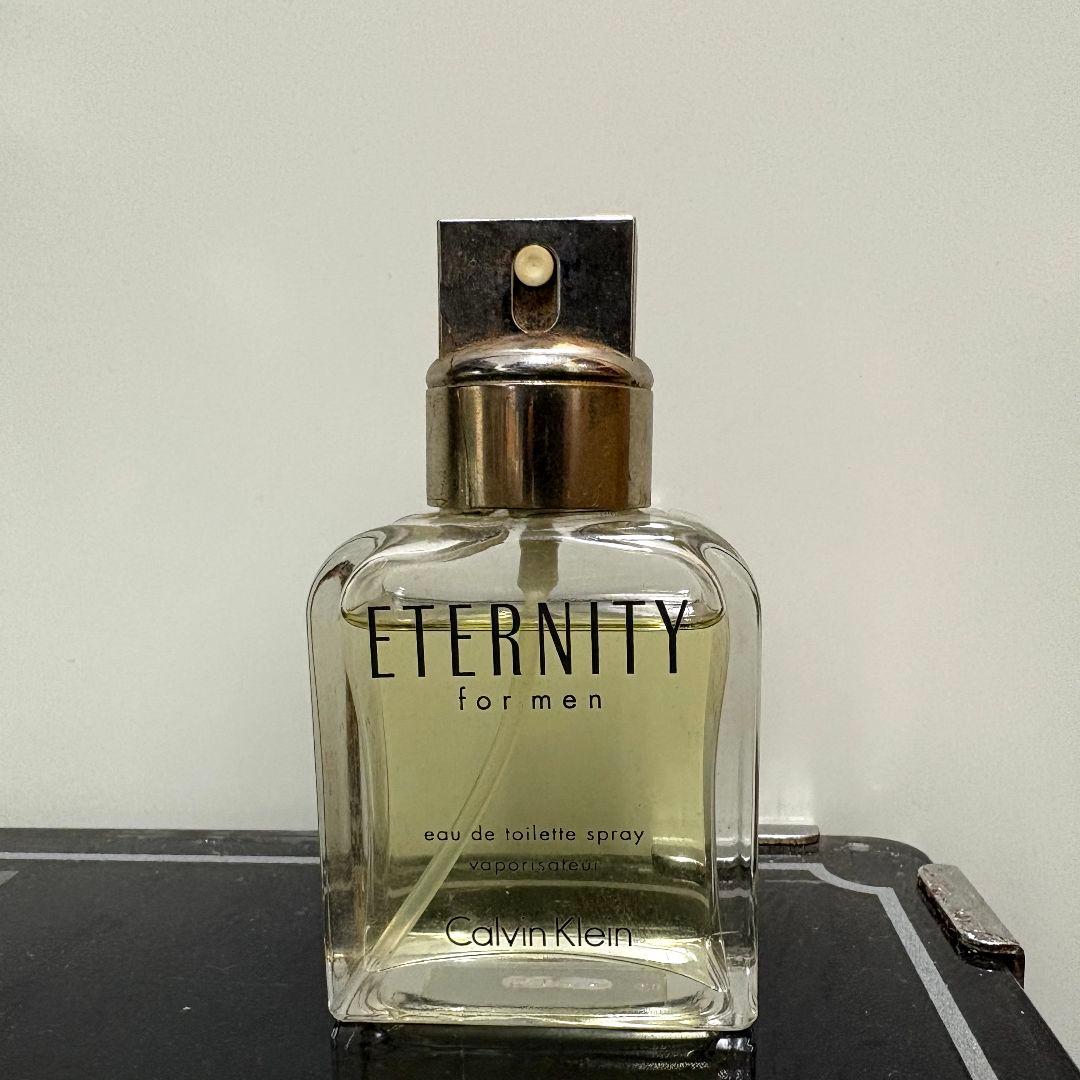 ETERNITY
for men
eau de toilette spray
vaporisateur
Calvin Klein